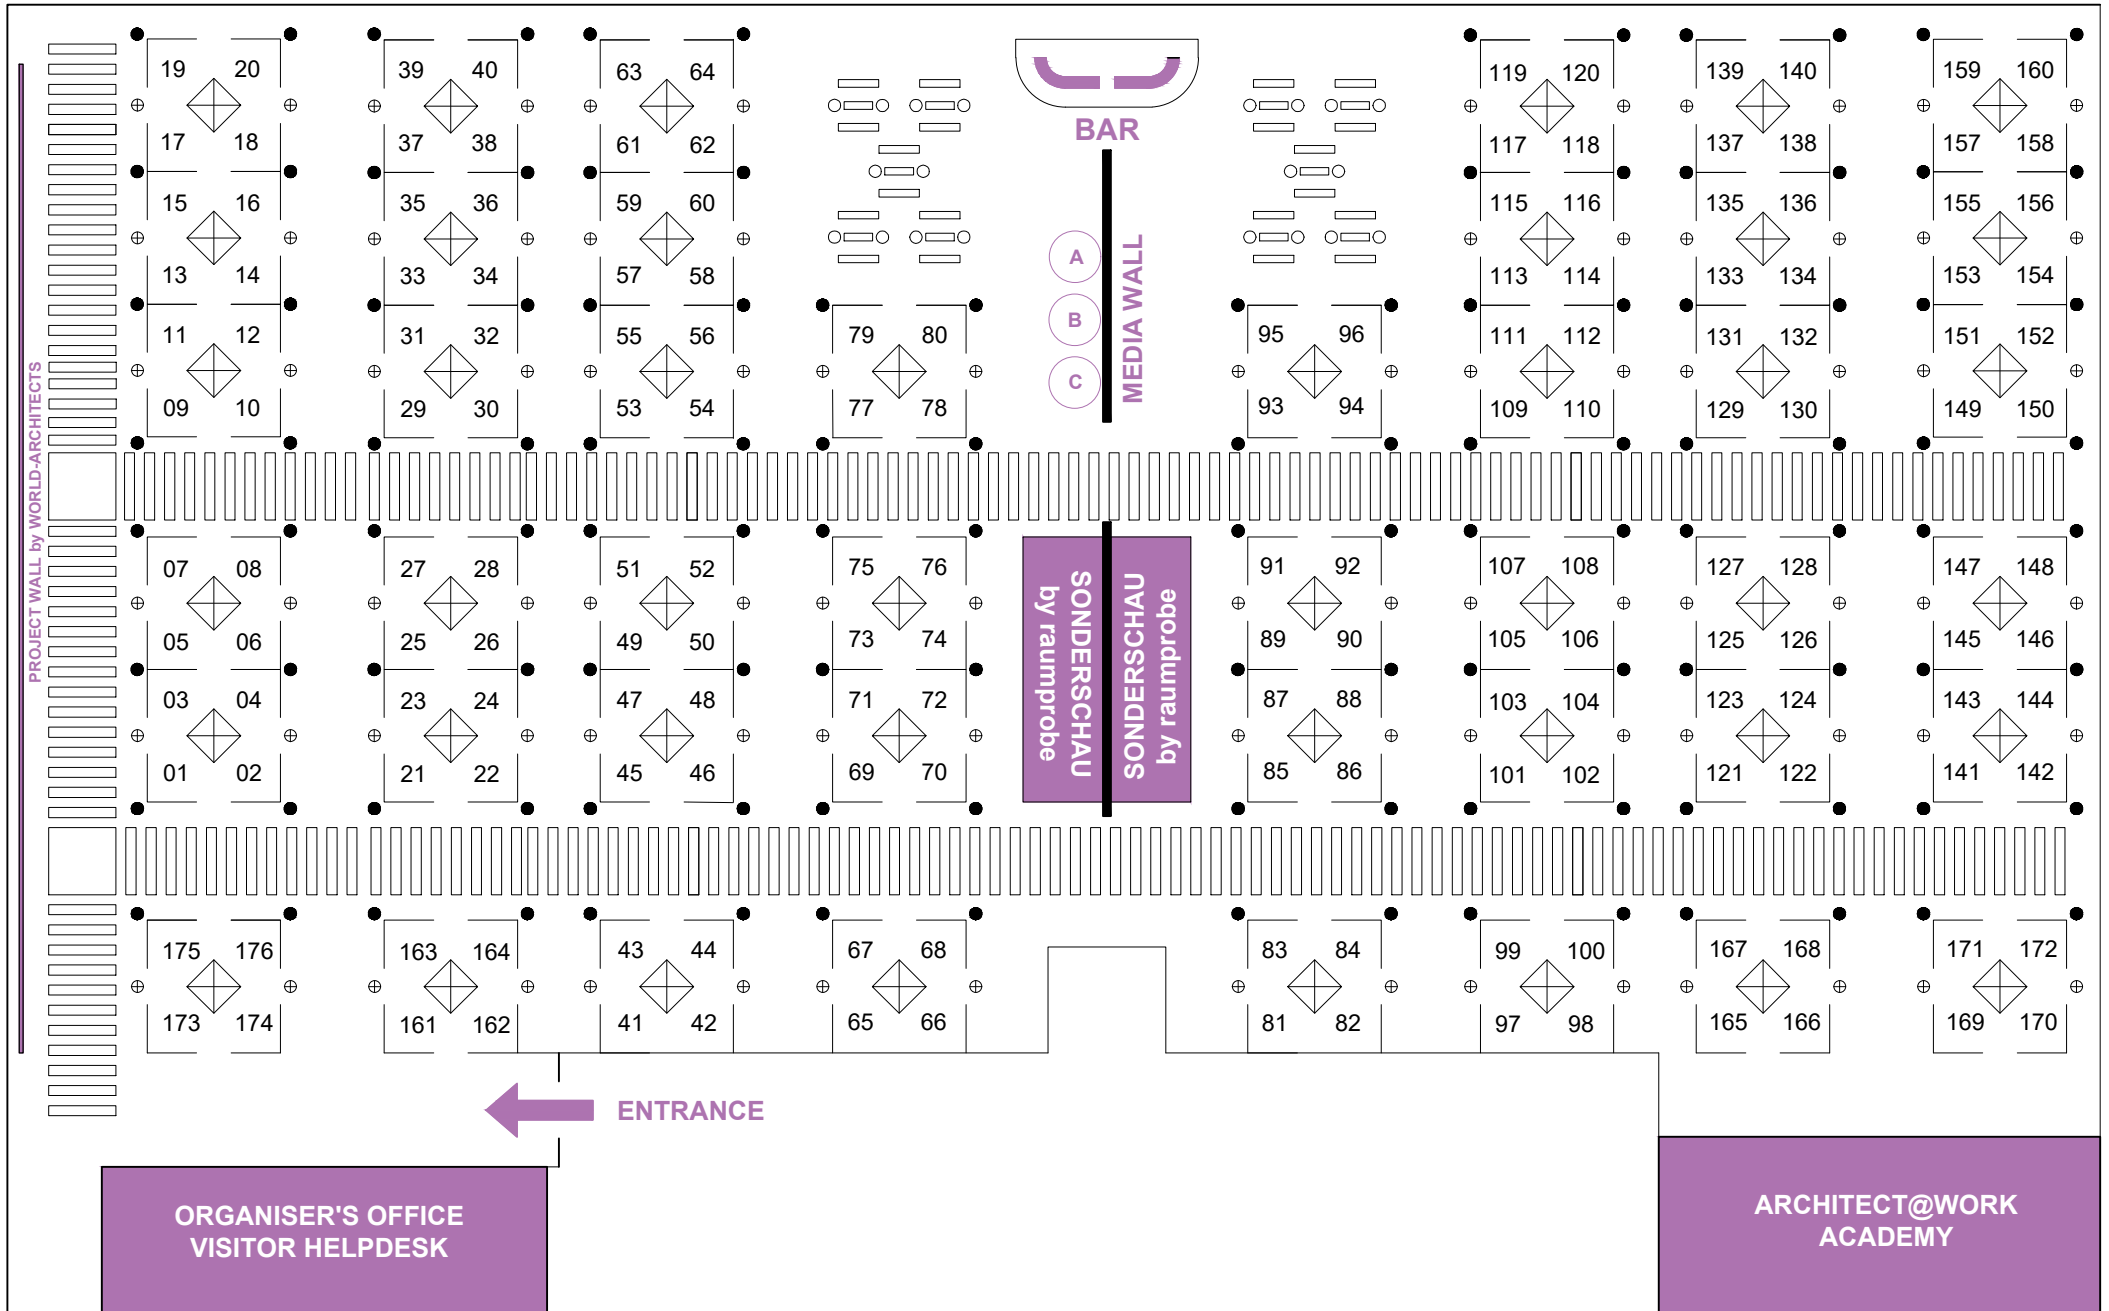 19 20 39 40 63 64 119 120 139 140 159 160
BAR
17 18 37 38 61 62 117 118 137 138 157 158
15 16 35 36 59 60 115 116 135 136 155 156
A
13 14 33 34 57 58 113 114 133 134 153 154
B
MEDIA WALL
11 12 31 32 55 56 79 80 95 96 111 112 131 132 151 152
C
09 10 29 30 53 54 77 78 93 94 109 110 129 130 149 150
PROJECT WALL by WORLD-ARCHITECTS
07 08 27 28 51 52 75 76 91 92 107 108 127 128 147 148
05 06 25 26 49 50 73 74 89 90 105 106 125 126 145 146
SONDERSCHAU
by raumprobe
SONDERSCHAU
by raumprobe
03 04 23 24 47 48 71 72 87 88 103 104 123 124 143 144
01 02 21 22 45 46 69 70 85 86 101 102 121 122 141 142
175 176 163 164 43 44 67 68 83 84 99 100 167 168 171 172
173 174 161 162 41 42 65 66 81 82 97 98 165 166 169 170
ENTRANCE
ORGANISER'S OFFICE
VISITOR HELPDESK
ARCHITECT@WORK
ACADEMY